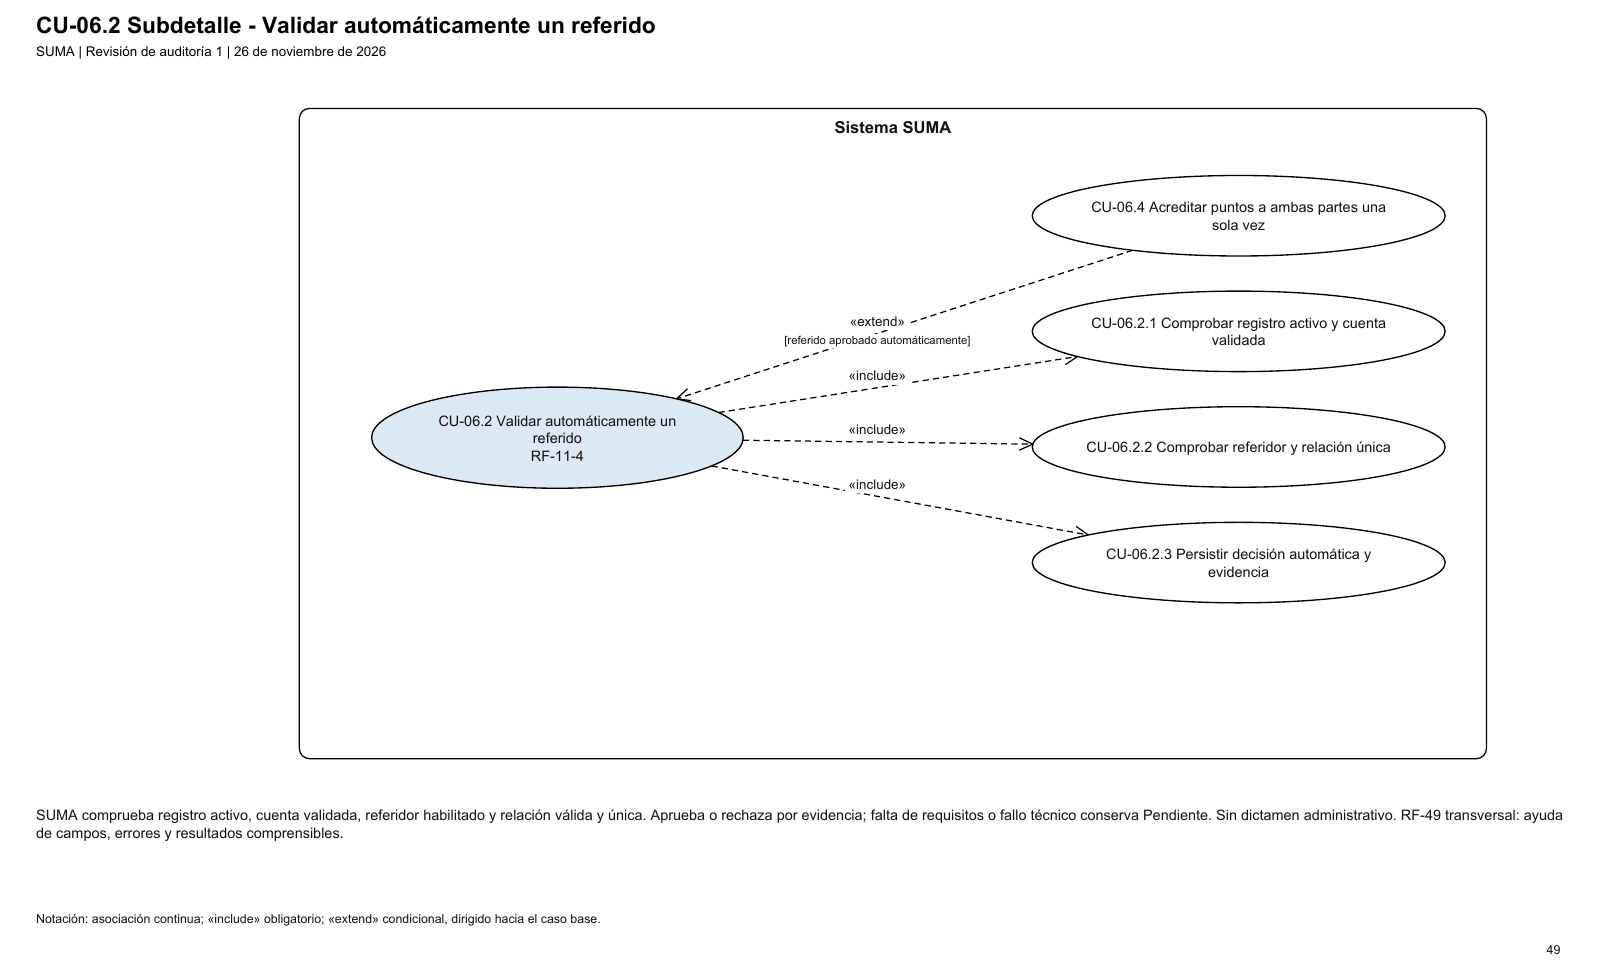 CU-06.2 Subdetalle - Validar automáticamente un referido
SUMA | Revisión de auditoría 1 | 26 de noviembre de 2026
Sistema SUMA
CU-06.4 Acreditar puntos a ambas partes una
sola vez
«extend»
[referido aprobado automáticamente]
CU-06.2.1 Comprobar registro activo y cuenta
validada
«include»
CU-06.2 Validar automáticamente un
referido
RF-11-4
«include»
CU-06.2.2 Comprobar referidor y relación única
«include»
CU-06.2.3 Persistir decisión automática y
evidencia
SUMA comprueba registro activo, cuenta validada, referidor habilitado y relación válida y única. Aprueba o rechaza por evidencia; falta de requisitos o fallo técnico conserva Pendiente. Sin dictamen administrativo. RF-49 transversal: ayuda
de campos, errores y resultados comprensibles.
Notación: asociación continua; «include» obligatorio; «extend» condicional, dirigido hacia el caso base.
49